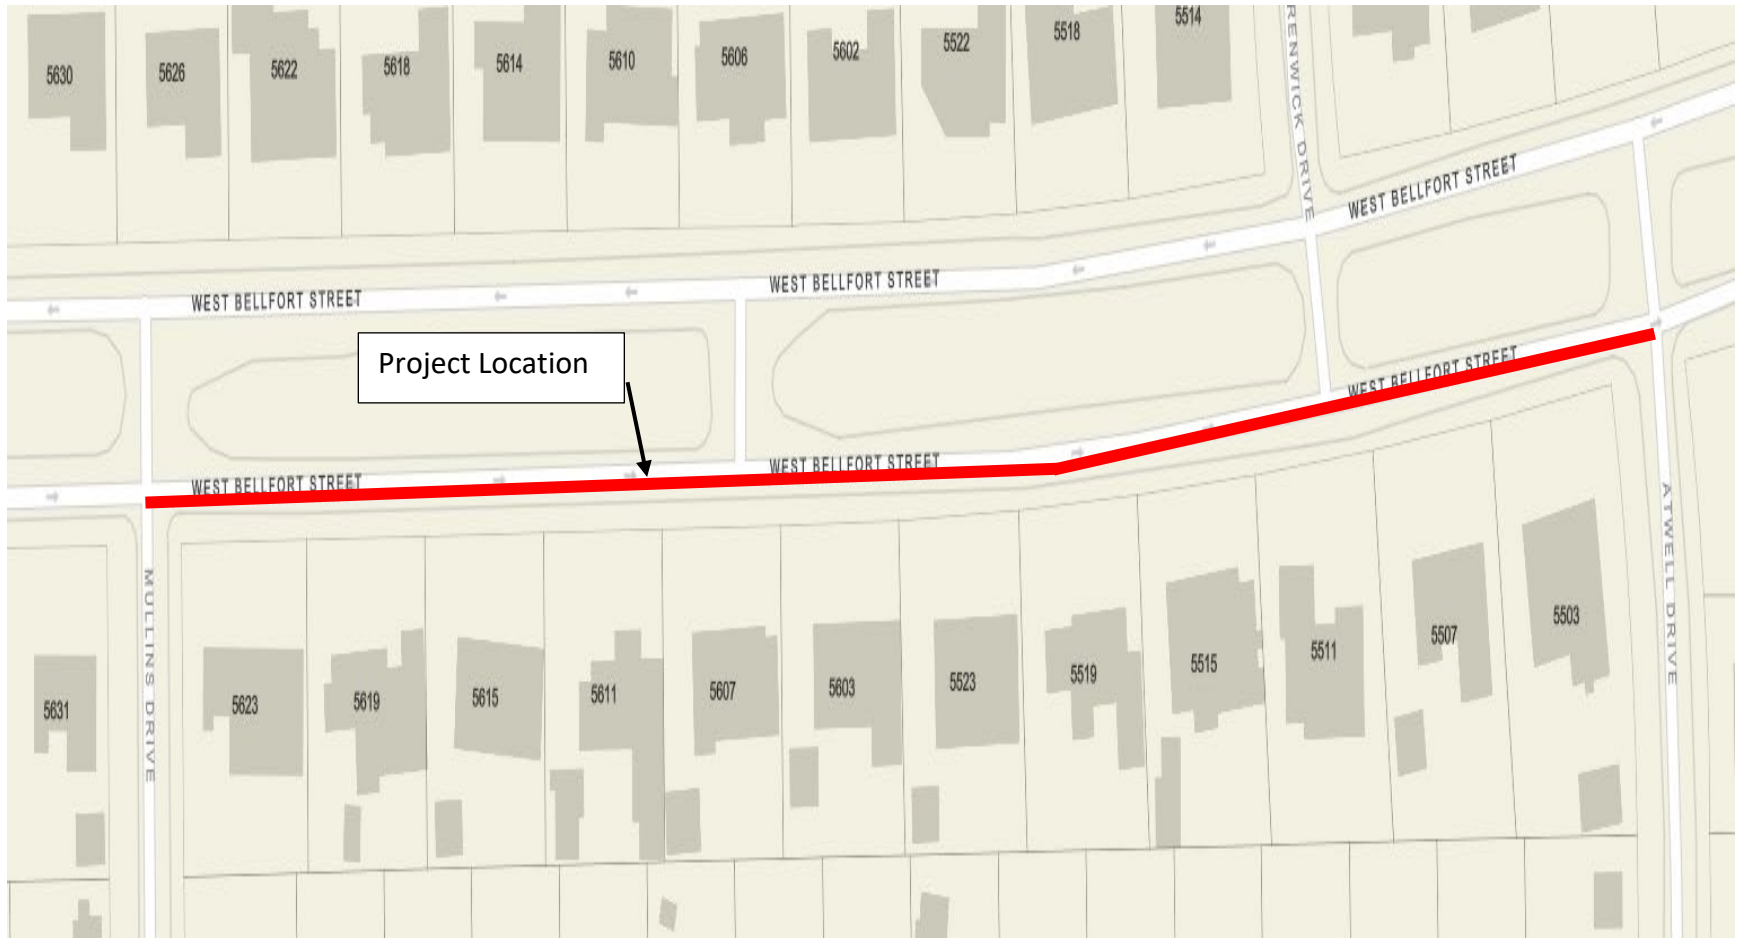 5630
5626
5622
5618
5614
5610
5606
5602
5522
5518
5514
RENWICK DRIVE
WEST BELLFORT STREET
WEST BELLFORT STREET
WEST BELLFORT STREET
Project Location
WEST BELLFORT STREET
WEST BELLFORT STREET
WEST BELLFORT STREET
MULLINS DRIVE
ATWELL DRIVE
5631
5623
5619
5615
5611
5607
5603
5523
5519
5515
5511
5507
5503